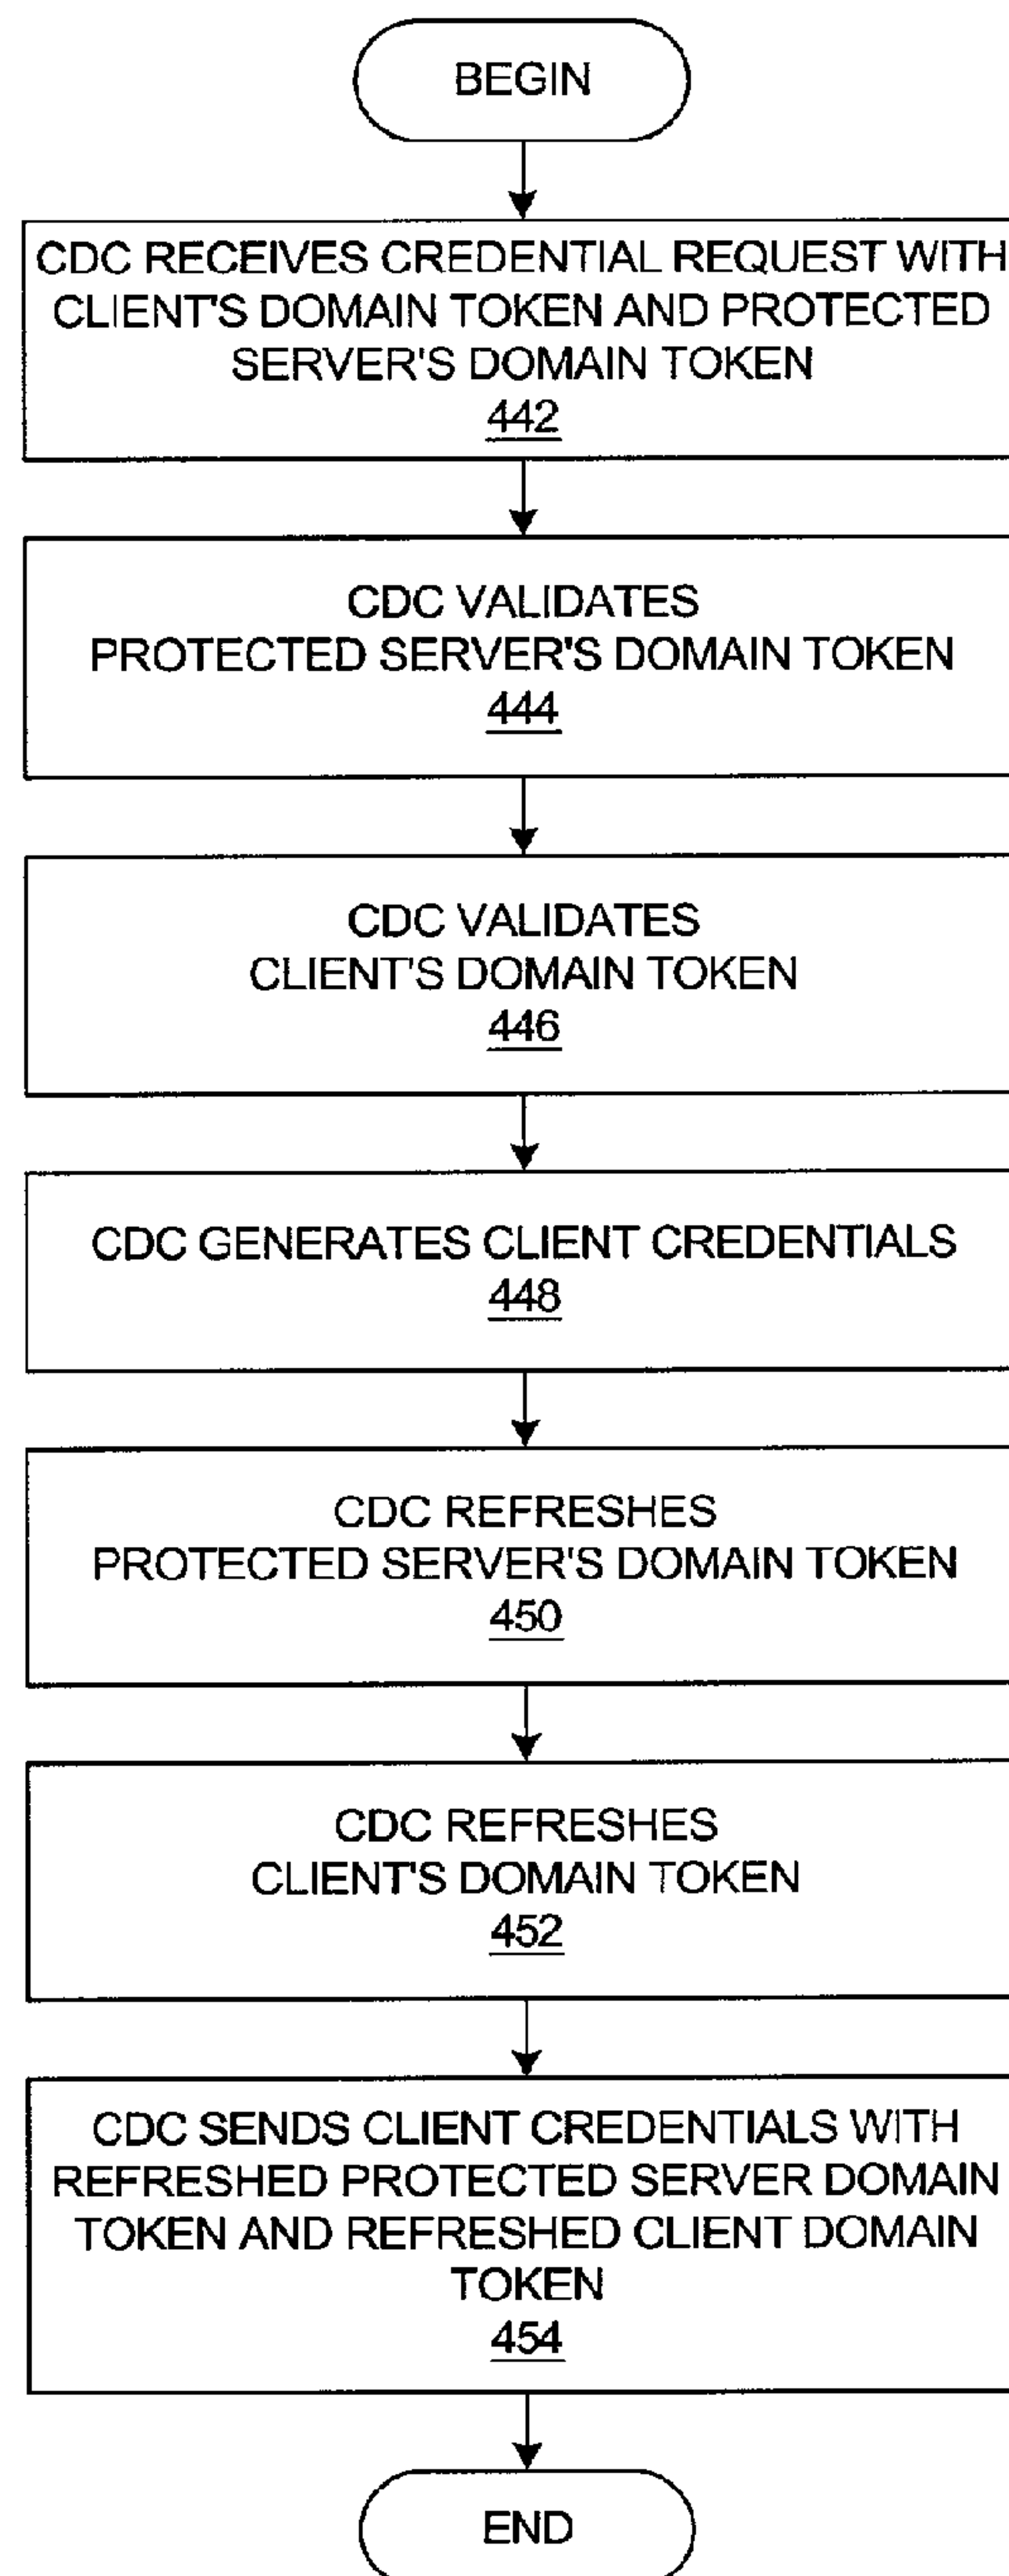 BEGIN
CDC RECEIVES CREDENTIAL REQUEST WITH
CLIENT'S DOMAIN TOKEN AND PROTECTED
SERVER'S DOMAIN TOKEN
442
CDC VALIDATES
PROTECTED SERVER'S DOMAIN TOKEN
444
CDC VALIDATES
CLIENT'S DOMAIN TOKEN
446
CDC GENERATES CLIENT CREDENTIALS
448
CDC REFRESHES
PROTECTED SERVER'S DOMAIN TOKEN
450
CDC REFRESHES
CLIENT'S DOMAIN TOKEN
452
CDC SENDS CLIENT CREDENTIALS WITH
REFRESHED PROTECTED SERVER DOMAIN
TOKEN AND REFRESHED CLIENT DOMAIN
TOKEN
454
END